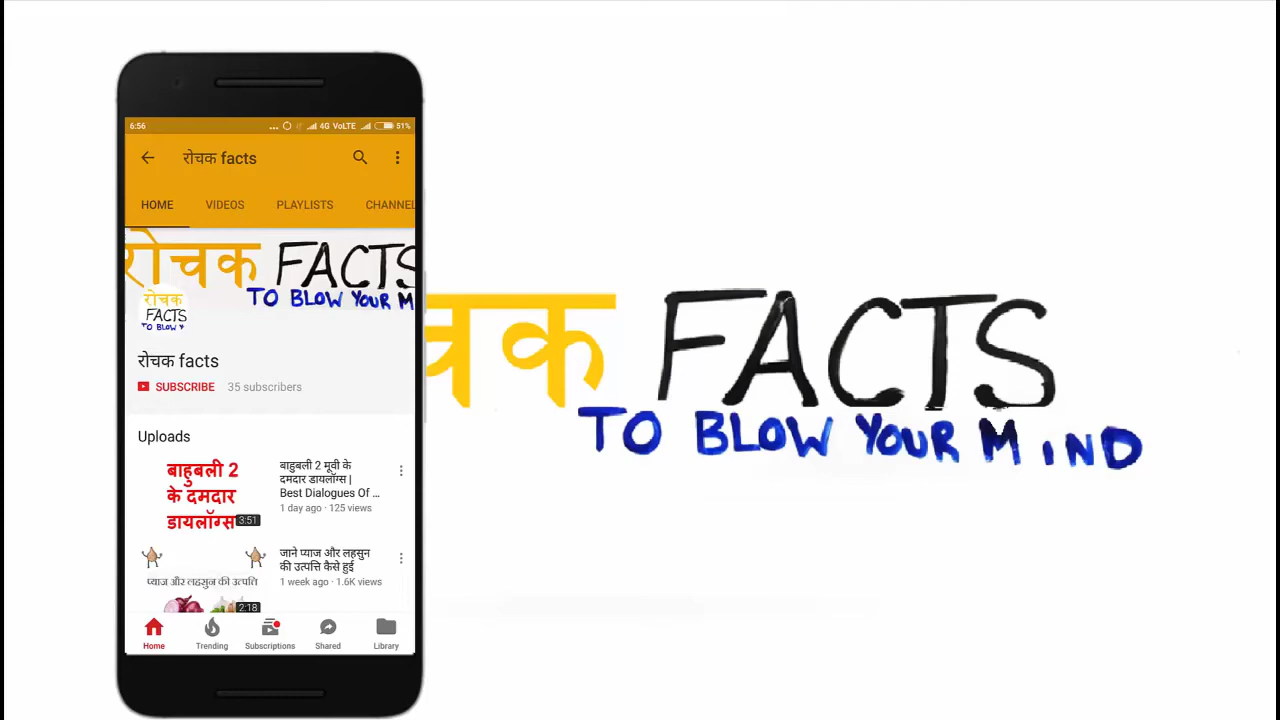 6:56 ... 4G VoLTE 51%
रोचक facts
HOME VIDEOS PLAYLISTS CHANNEL
रोचक FACTS
TO BLOW YOUR M
रोचक
FACTS
TO BLOW
रोचक facts
SUBSCRIBE 35 subscribers
Uploads
बाहुबली 2
के दमदार
डायलॉग्स
3:51
बाहुबली 2 मूवी के
दमदार डायलॉग्स |
Best Dialogues Of ...
1 day ago · 125 views
प्याज और लहसुन की उत्पत्ति
2:18
जाने प्याज और लहसुन
की उत्पत्ति कैसे हुई
1 week ago · 1.6K views
Home Trending Subscriptions Shared Library
चक FACTS
TO BLOW YOUR MIND